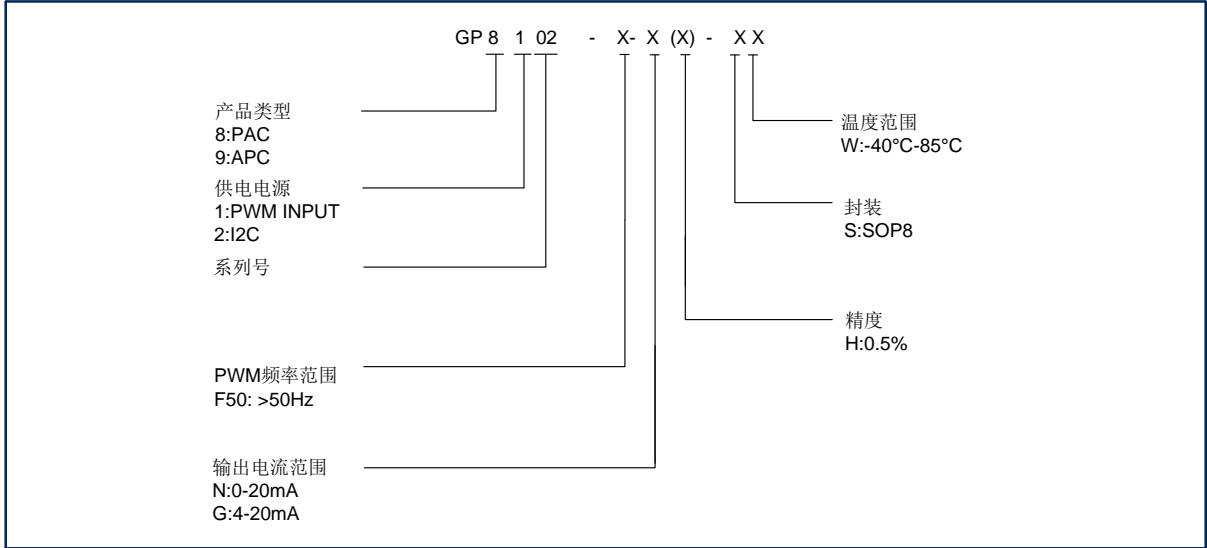 GP 8 1 02 - X- X (X) - X X
产品类型
8:PAC
9:APC
供电电源
1:PWM INPUT
2:I2C
系列号
PWM频率范围
F50: >50Hz
输出电流范围
N:0-20mA
G:4-20mA
温度范围
W:-40°C-85°C
封装
S:SOP8
精度
H:0.5%